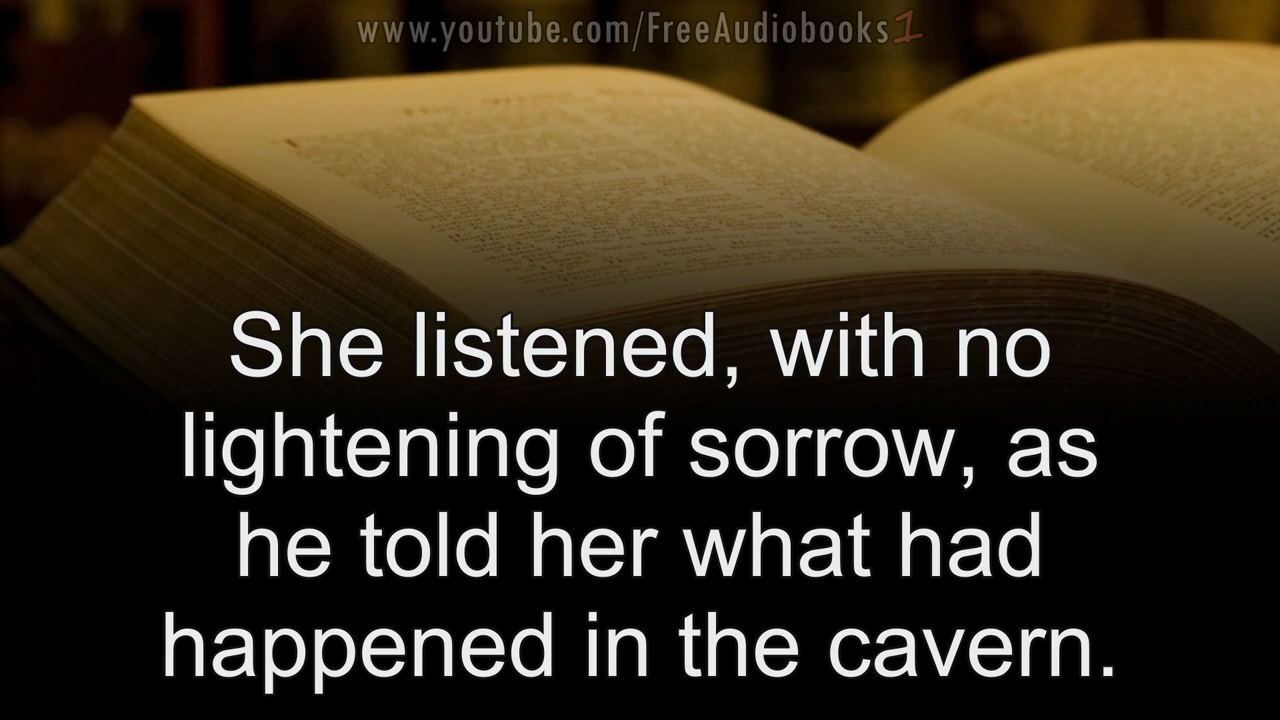 www.youtube.com/FreeAudiobooks1
She listened, with no
lightening of sorrow, as
he told her what had
happened in the cavern.